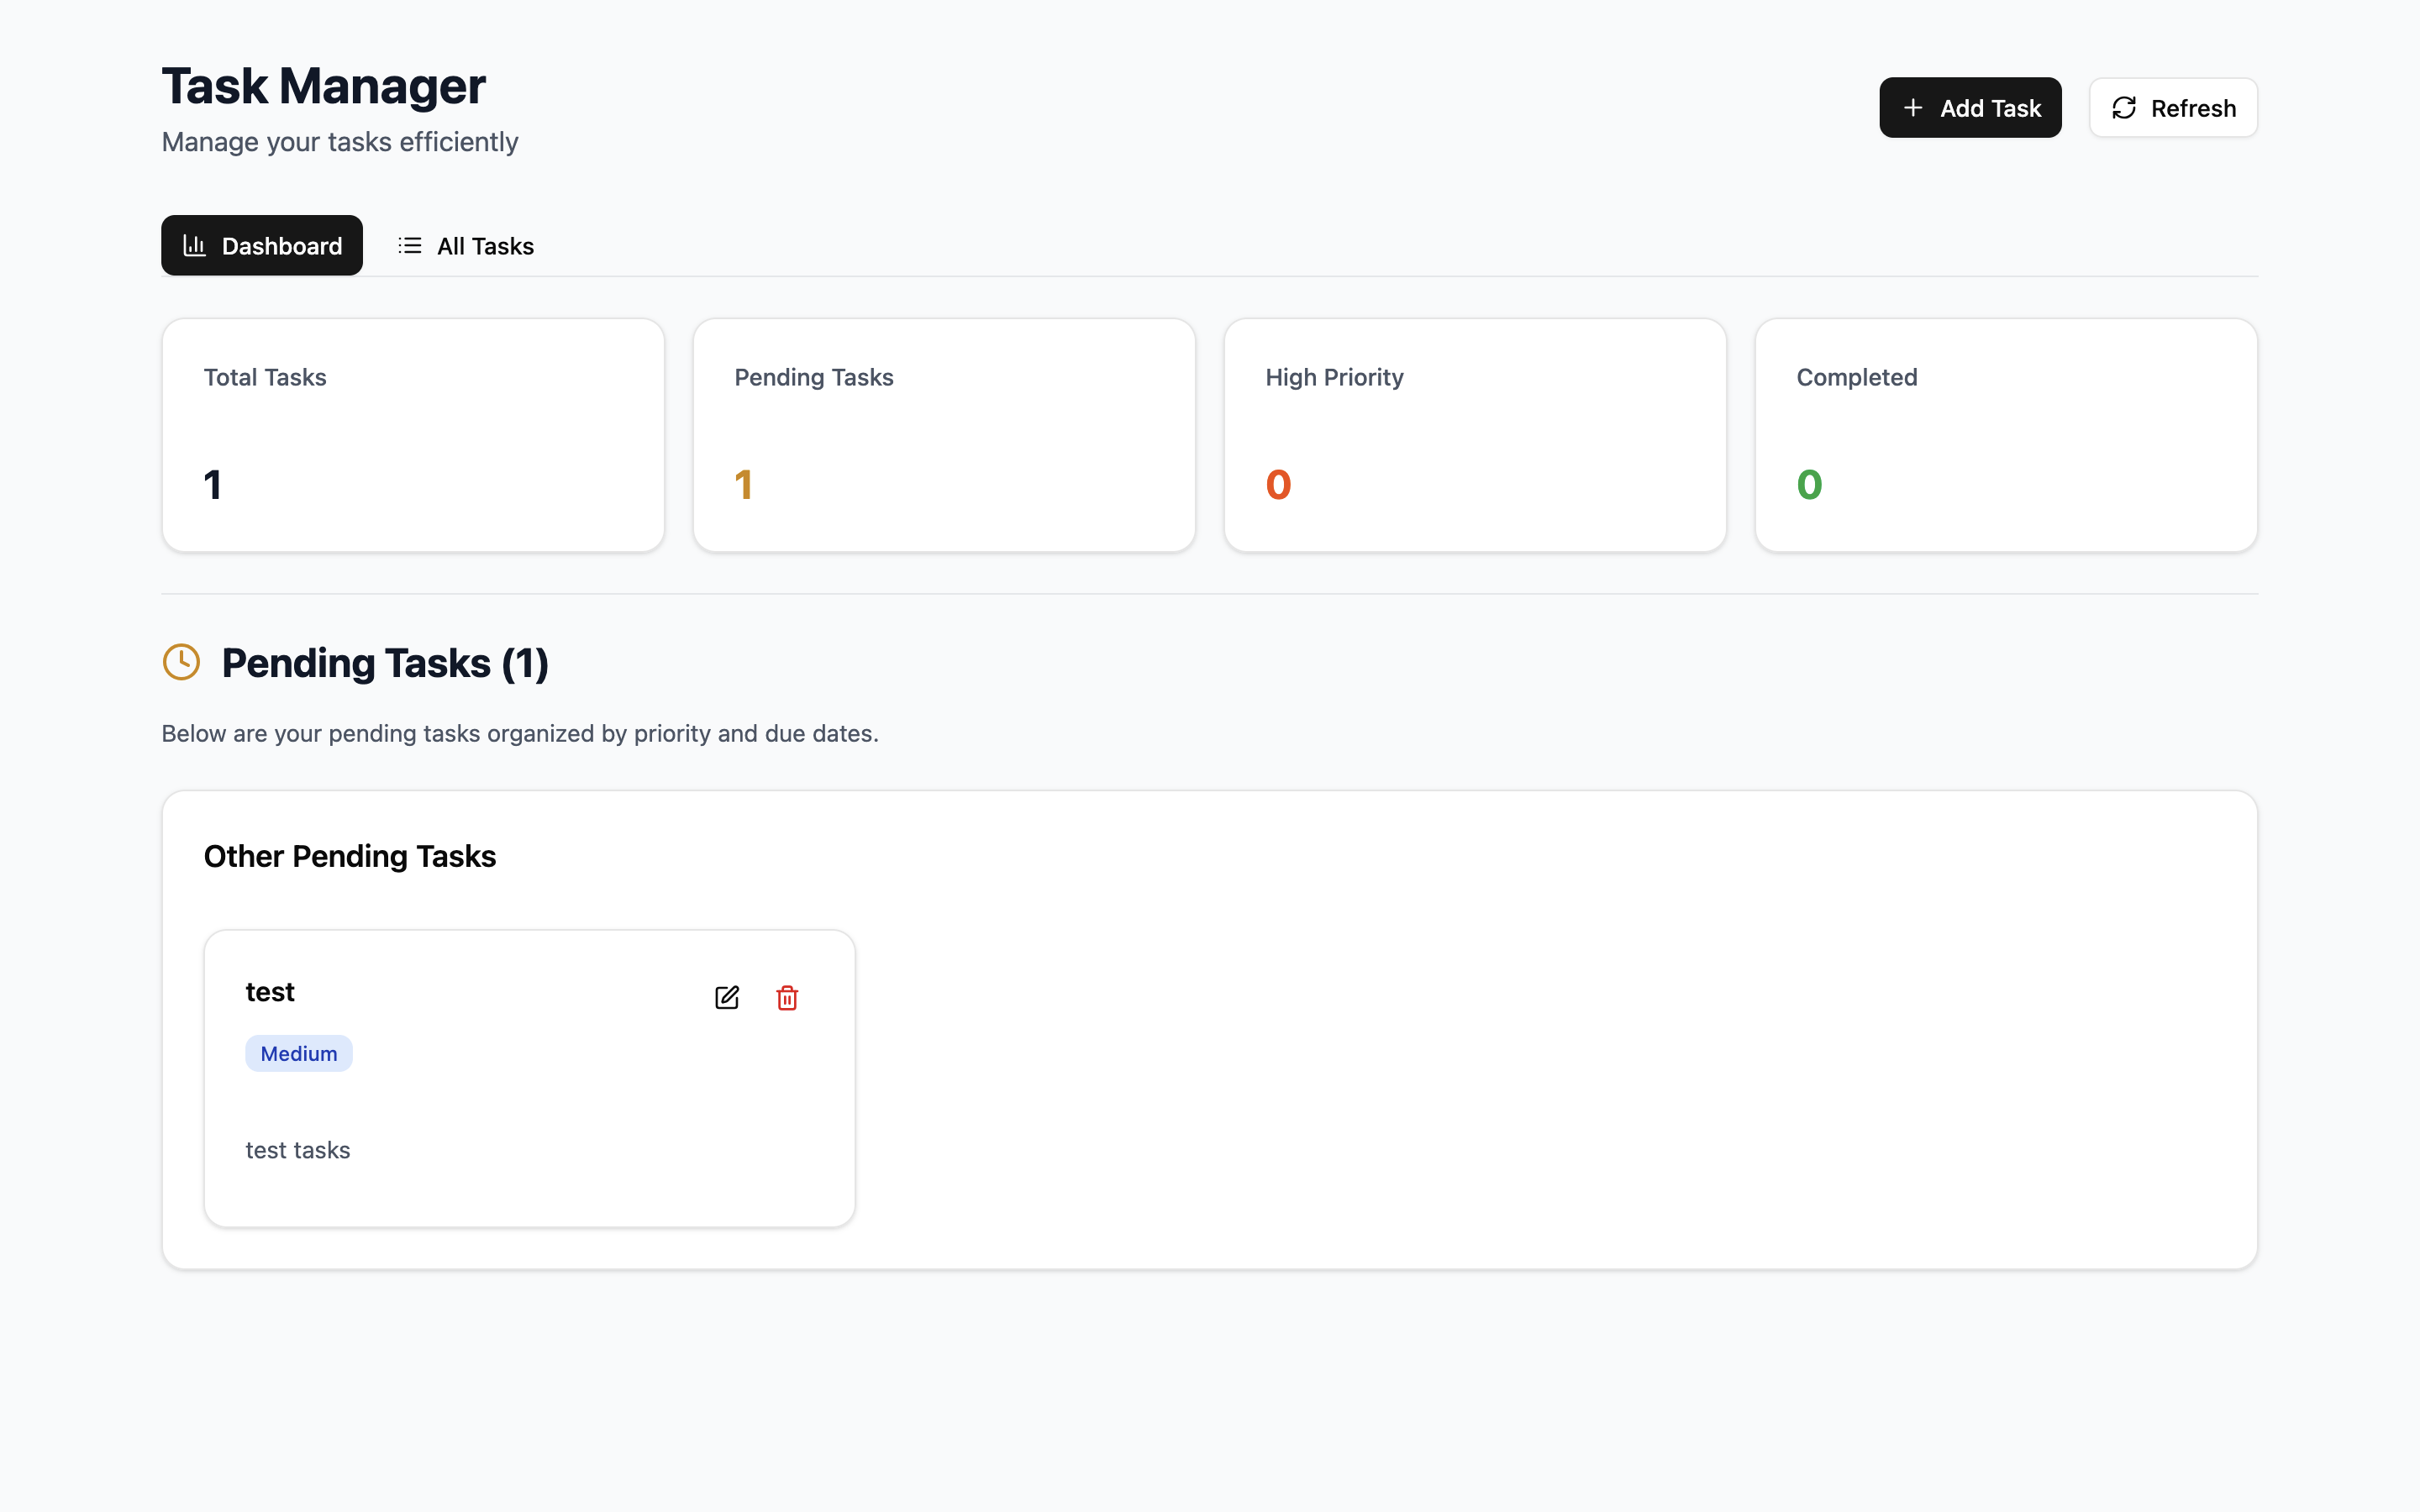 Task Manager
Manage your tasks efficiently
Add Task
Refresh
Dashboard
All Tasks
Total Tasks
1
Pending Tasks
1
High Priority
0
Completed
0
Pending Tasks (1)
Below are your pending tasks organized by priority and due dates.
Other Pending Tasks
test
Medium
test tasks